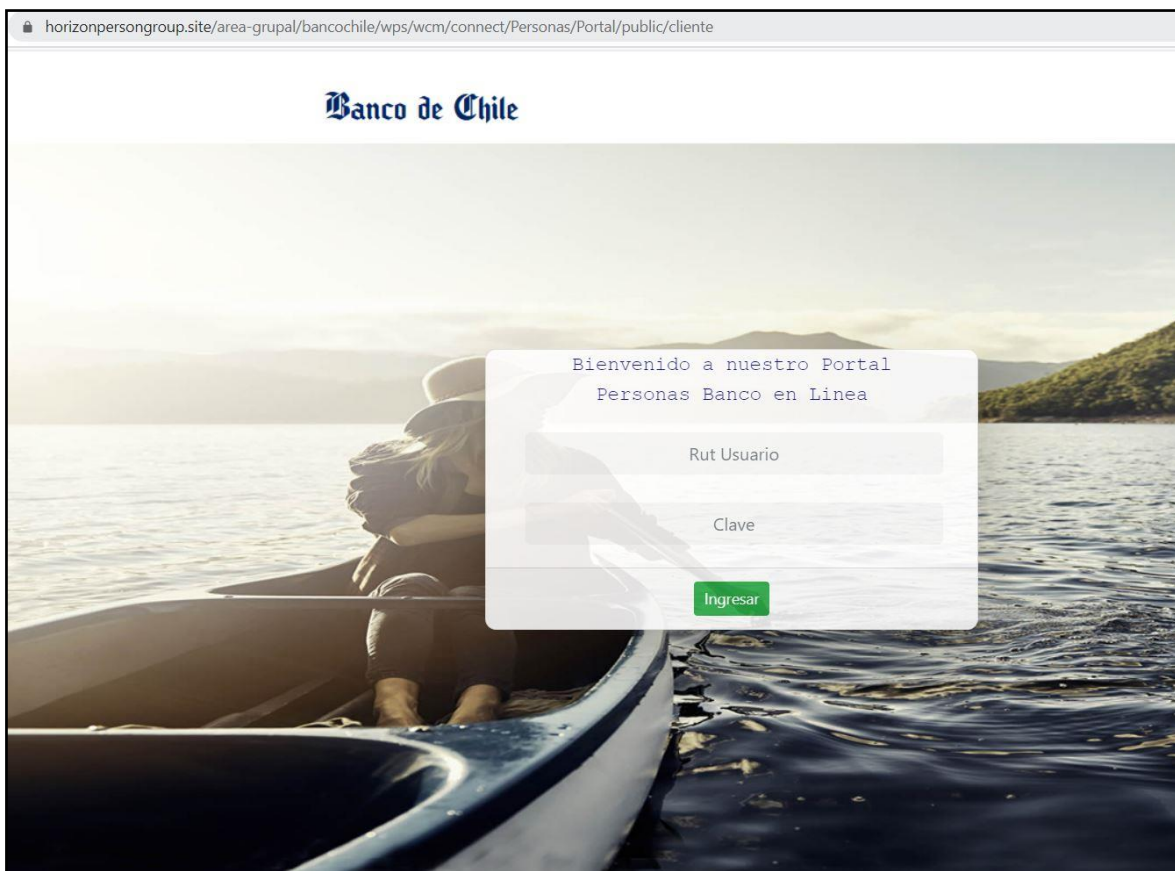 horizonpersongroup.site/area-grupal/bancochile/wps/wcm/connect/Personas/Portal/public/cliente
Banco de Chile
Bienvenido a nuestro Portal
Personas Banco en Linea
Rut Usuario
Clave
Ingresar